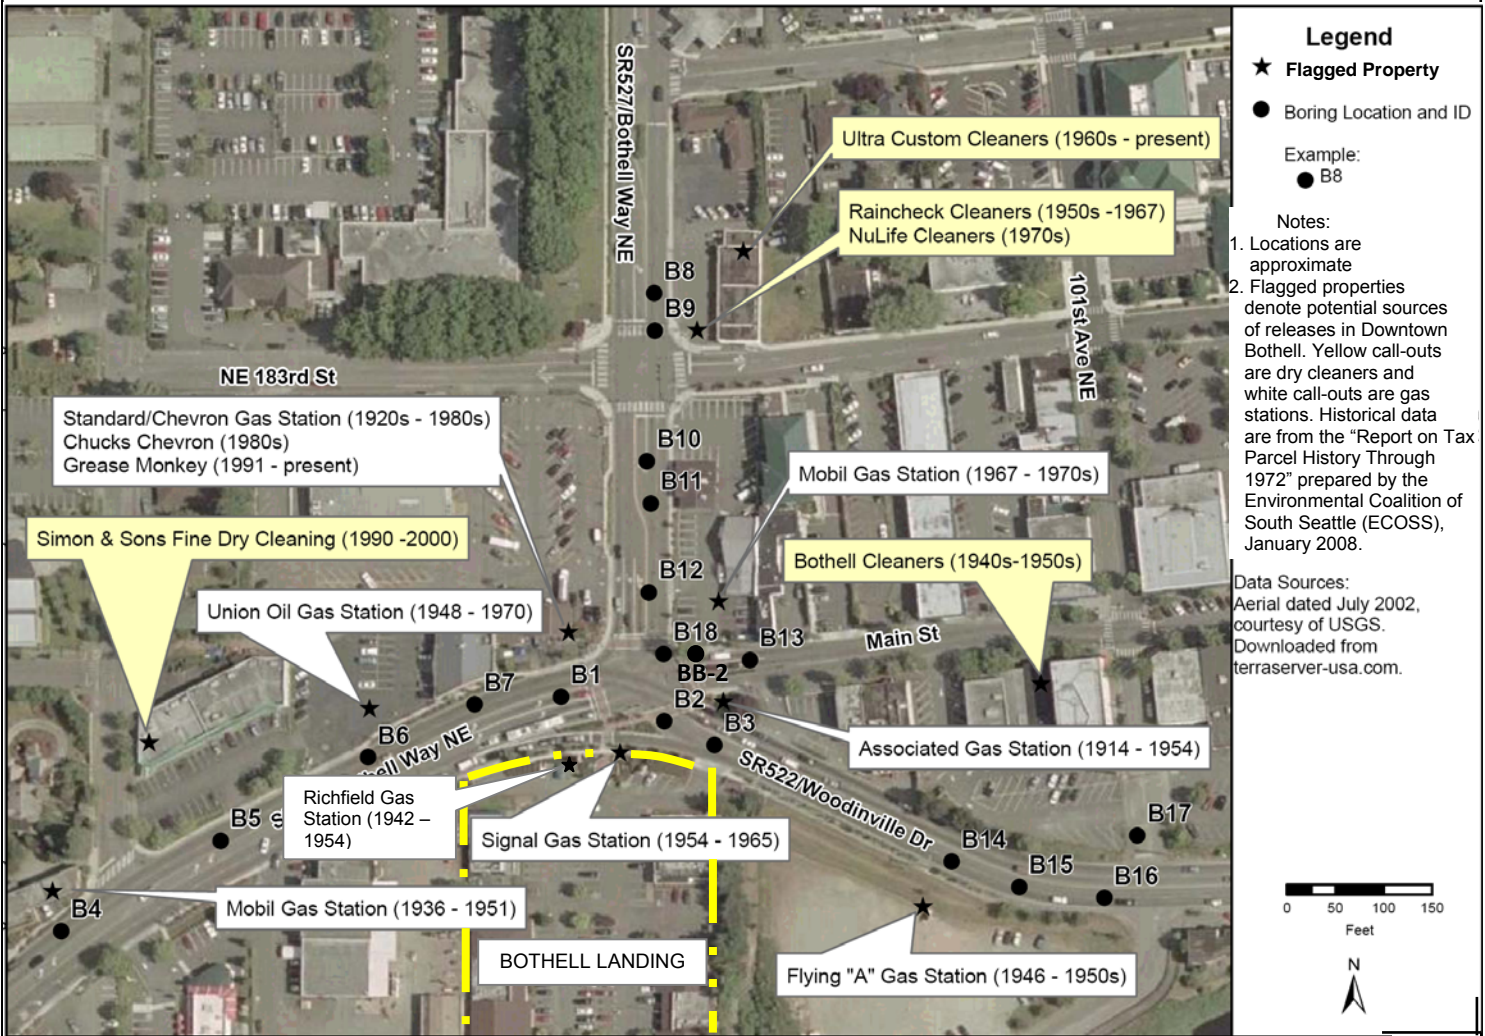 SR527/Bothell Way NE
Ultra Custom Cleaners (1960s - present)
Raincheck Cleaners (1950s -1967)
NuLife Cleaners (1970s)
B8
B9
101st Ave NE
NE 183rd St
Standard/Chevron Gas Station (1920s - 1980s)
Chucks Chevron (1980s)
Grease Monkey (1991 - present)
B10
B11
Mobil Gas Station (1967 - 1970s)
Simon & Sons Fine Dry Cleaning (1990 -2000)
Bothell Cleaners (1940s-1950s)
B12
Union Oil Gas Station (1948 - 1970)
B18
BB-2
B13
Main St
B7
B1
B2
B3
B6
hell Way NE
S
Associated Gas Station (1914 - 1954)
SR522/Woodinville Dr
Richfield Gas
Station (1942 –
1954)
B5
Signal Gas Station (1954 - 1965)
B14
B17
B15
B16
Mobil Gas Station (1936 - 1951)
B4
BOTHELL LANDING
Flying "A" Gas Station (1946 - 1950s)
Legend
Flagged Property
Boring Location and ID
Example:
B8
Notes:
1. Locations are
approximate
2. Flagged properties
denote potential sources
of releases in Downtown
Bothell. Yellow call-outs
are dry cleaners and
white call-outs are gas
stations. Historical data
are from the “Report on Tax
Parcel History Through
1972” prepared by the
Environmental Coalition of
South Seattle (ECOSS),
January 2008.
Data Sources:
Aerial dated July 2002,
courtesy of USGS.
Downloaded from
terraserver-usa.com.
0 50 100 150
Feet
N